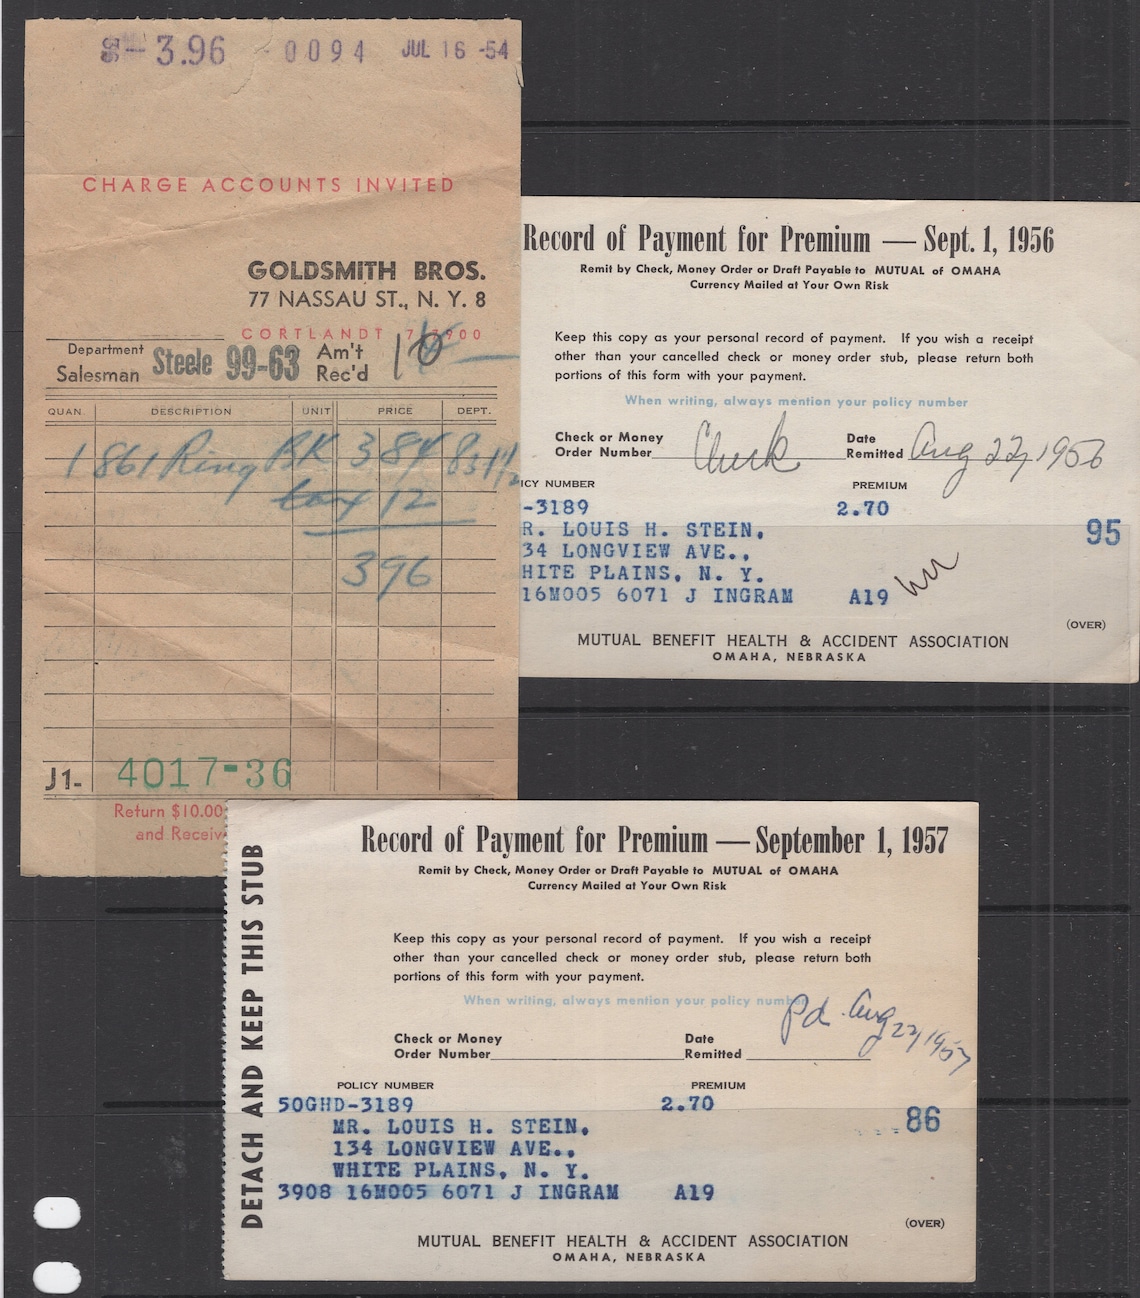 - 3.96 - 0094 JUL 16 -54
CHARGE ACCOUNTS INVITED
GOLDSMITH BROS.
77 NASSAU ST., N. Y. 8
CORTLANDT 7-3900
Department
Salesman
Steele 99-63
Am't
Rec'd
10
QUAN. DESCRIPTION UNIT PRICE DEPT.
1 861 Ring BK 3 84
tax 12
3 96
J1- 4017-36
Return $10.00
and Receiv
Record of Payment for Premium — Sept. 1, 1956
Remit by Check, Money Order or Draft Payable to MUTUAL of OMAHA
Currency Mailed at Your Own Risk
Keep this copy as your personal record of payment. If you wish a receipt
other than your cancelled check or money order stub, please return both
portions of this form with your payment.
When writing, always mention your policy number
Check or Money
Order Number Check
Date
Remitted Aug 22, 1956
ICY NUMBER PREMIUM
-3189 2.70
R. LOUIS H. STEIN,
34 LONGVIEW AVE.,
HITE PLAINS, N. Y.
16M005 6071 J INGRAM A19
95
(OVER)
MUTUAL BENEFIT HEALTH & ACCIDENT ASSOCIATION
OMAHA, NEBRASKA
DETACH AND KEEP THIS STUB
Record of Payment for Premium — September 1, 1957
Remit by Check, Money Order or Draft Payable to MUTUAL of OMAHA
Currency Mailed at Your Own Risk
Keep this copy as your personal record of payment. If you wish a receipt
other than your cancelled check or money order stub, please return both
portions of this form with your payment.
When writing, always mention your policy number
Pd. Aug 22, 1957
Check or Money
Order Number
Date
Remitted
POLICY NUMBER PREMIUM
50GHD-3189 2.70
MR. LOUIS H. STEIN,
134 LONGVIEW AVE.,
WHITE PLAINS, N. Y.
3908 16M005 6071 J INGRAM A19
86
(OVER)
MUTUAL BENEFIT HEALTH & ACCIDENT ASSOCIATION
OMAHA, NEBRASKA